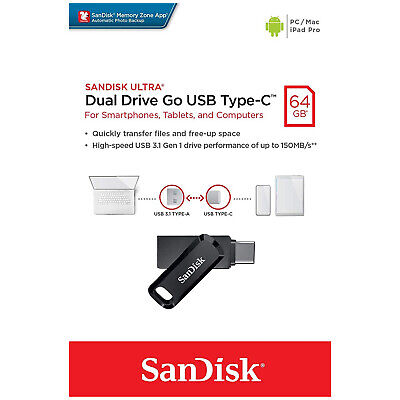 SanDisk® Memory Zone App
Automatic Photo Backup
PC / Mac
iPad Pro
SANDISK ULTRA®
Dual Drive Go USB Type-C™
64
GB*
For Smartphones, Tablets, and Computers
• Quickly transfer files and free-up space
• High-speed USB 3.1 Gen 1 drive performance of up to 150MB/s**
USB 3.1 TYPE-A
USB TYPE-C
SanDisk
SanDisk®